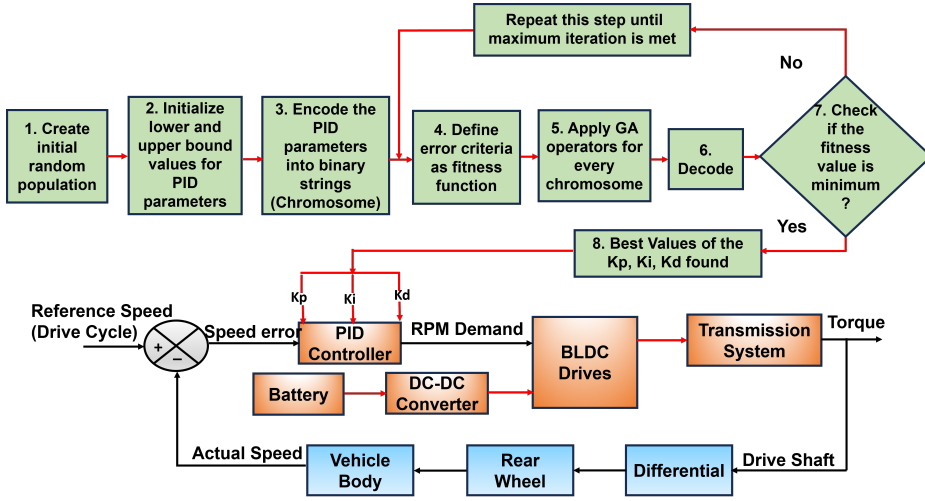 Repeat this step until
maximum iteration is met
No
1. Create
initial
random
population
2. Initialize
lower and
upper bound
values for
PID
parameters
3. Encode the
PID
parameters
into binary
strings
(Chromosome)
4. Define
error criteria
as fitness
function
5. Apply GA
operators for
every
chromosome
6.
Decode
7. Check
if the
fitness
value is
minimum
?
Yes
8. Best Values of the
Kp, Ki, Kd found
Kp
Ki
Kd
Reference Speed
(Drive Cycle)
+
−
Speed error
PID
Controller
RPM Demand
BLDC
Drives
Transmission
System
Torque
Battery
DC-DC
Converter
Actual Speed
Vehicle
Body
Rear
Wheel
Differential
Drive Shaft